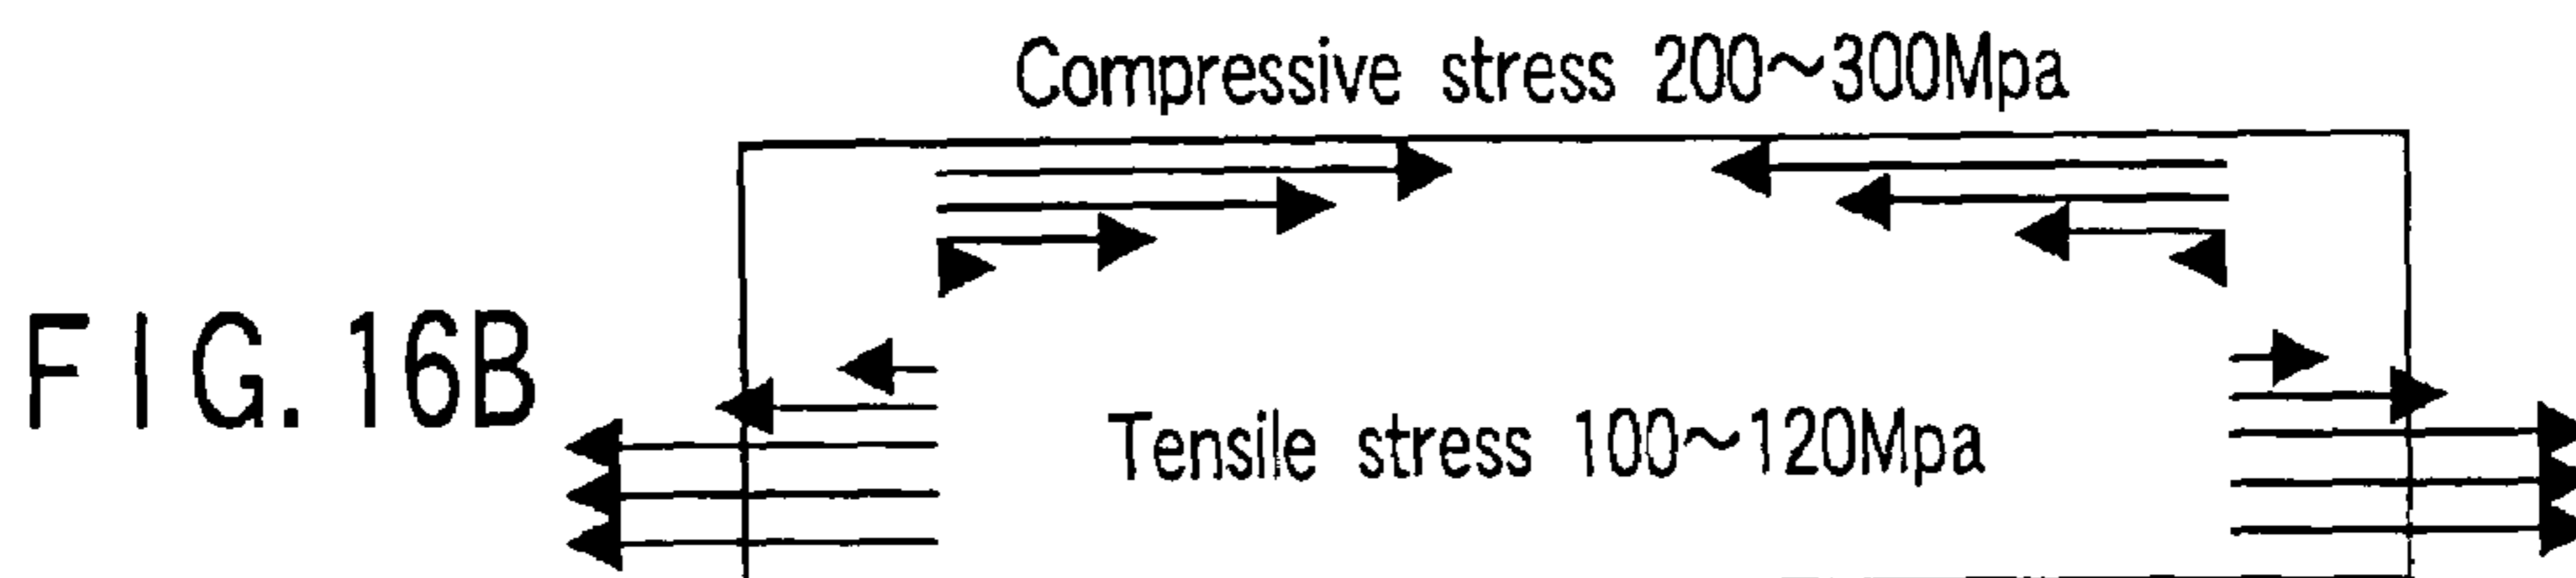 Compressive stress 200~300Mpa
FIG. 16B
Tensile stress 100~120Mpa